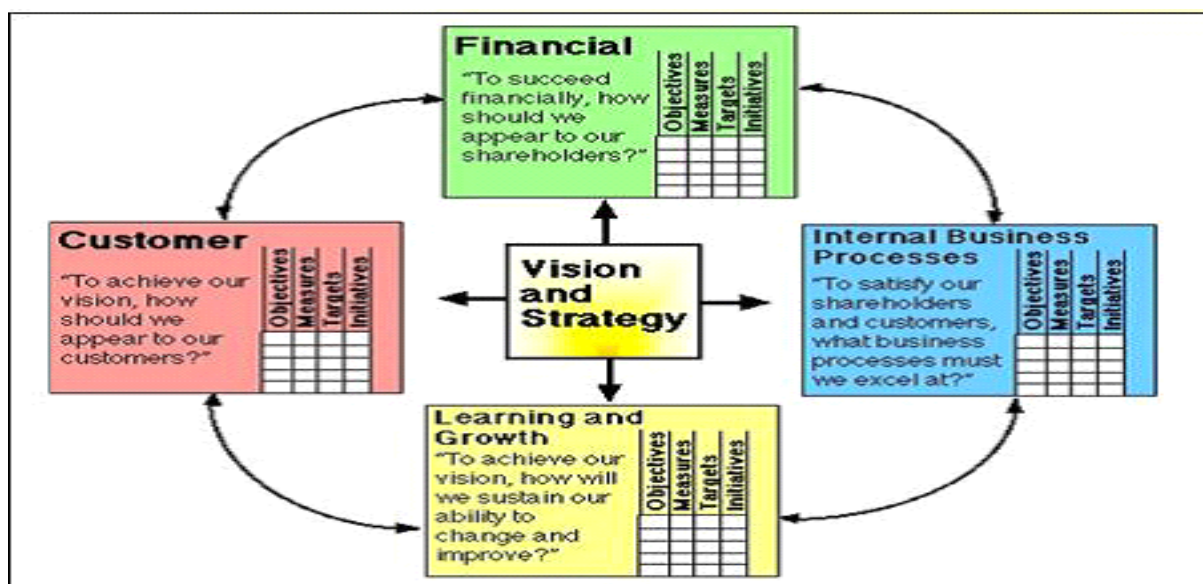 Financial
"To succeed
financially, how
should we
appear to our
shareholders?"
Objectives
Measures
Targets
Initiatives
Customer
"To achieve our
vision, how
should we
appear to our
customers?"
Objectives
Measures
Targets
Initiatives
Vision
and
Strategy
Internal Business
Processes
"To satisfy our
shareholders
and customers,
what business
processes must
we excel at?"
Objectives
Measures
Targets
Initiatives
Learning and
Growth
"To achieve our
vision, how will
we sustain our
ability to
change and
improve?"
Objectives
Measures
Targets
Initiatives